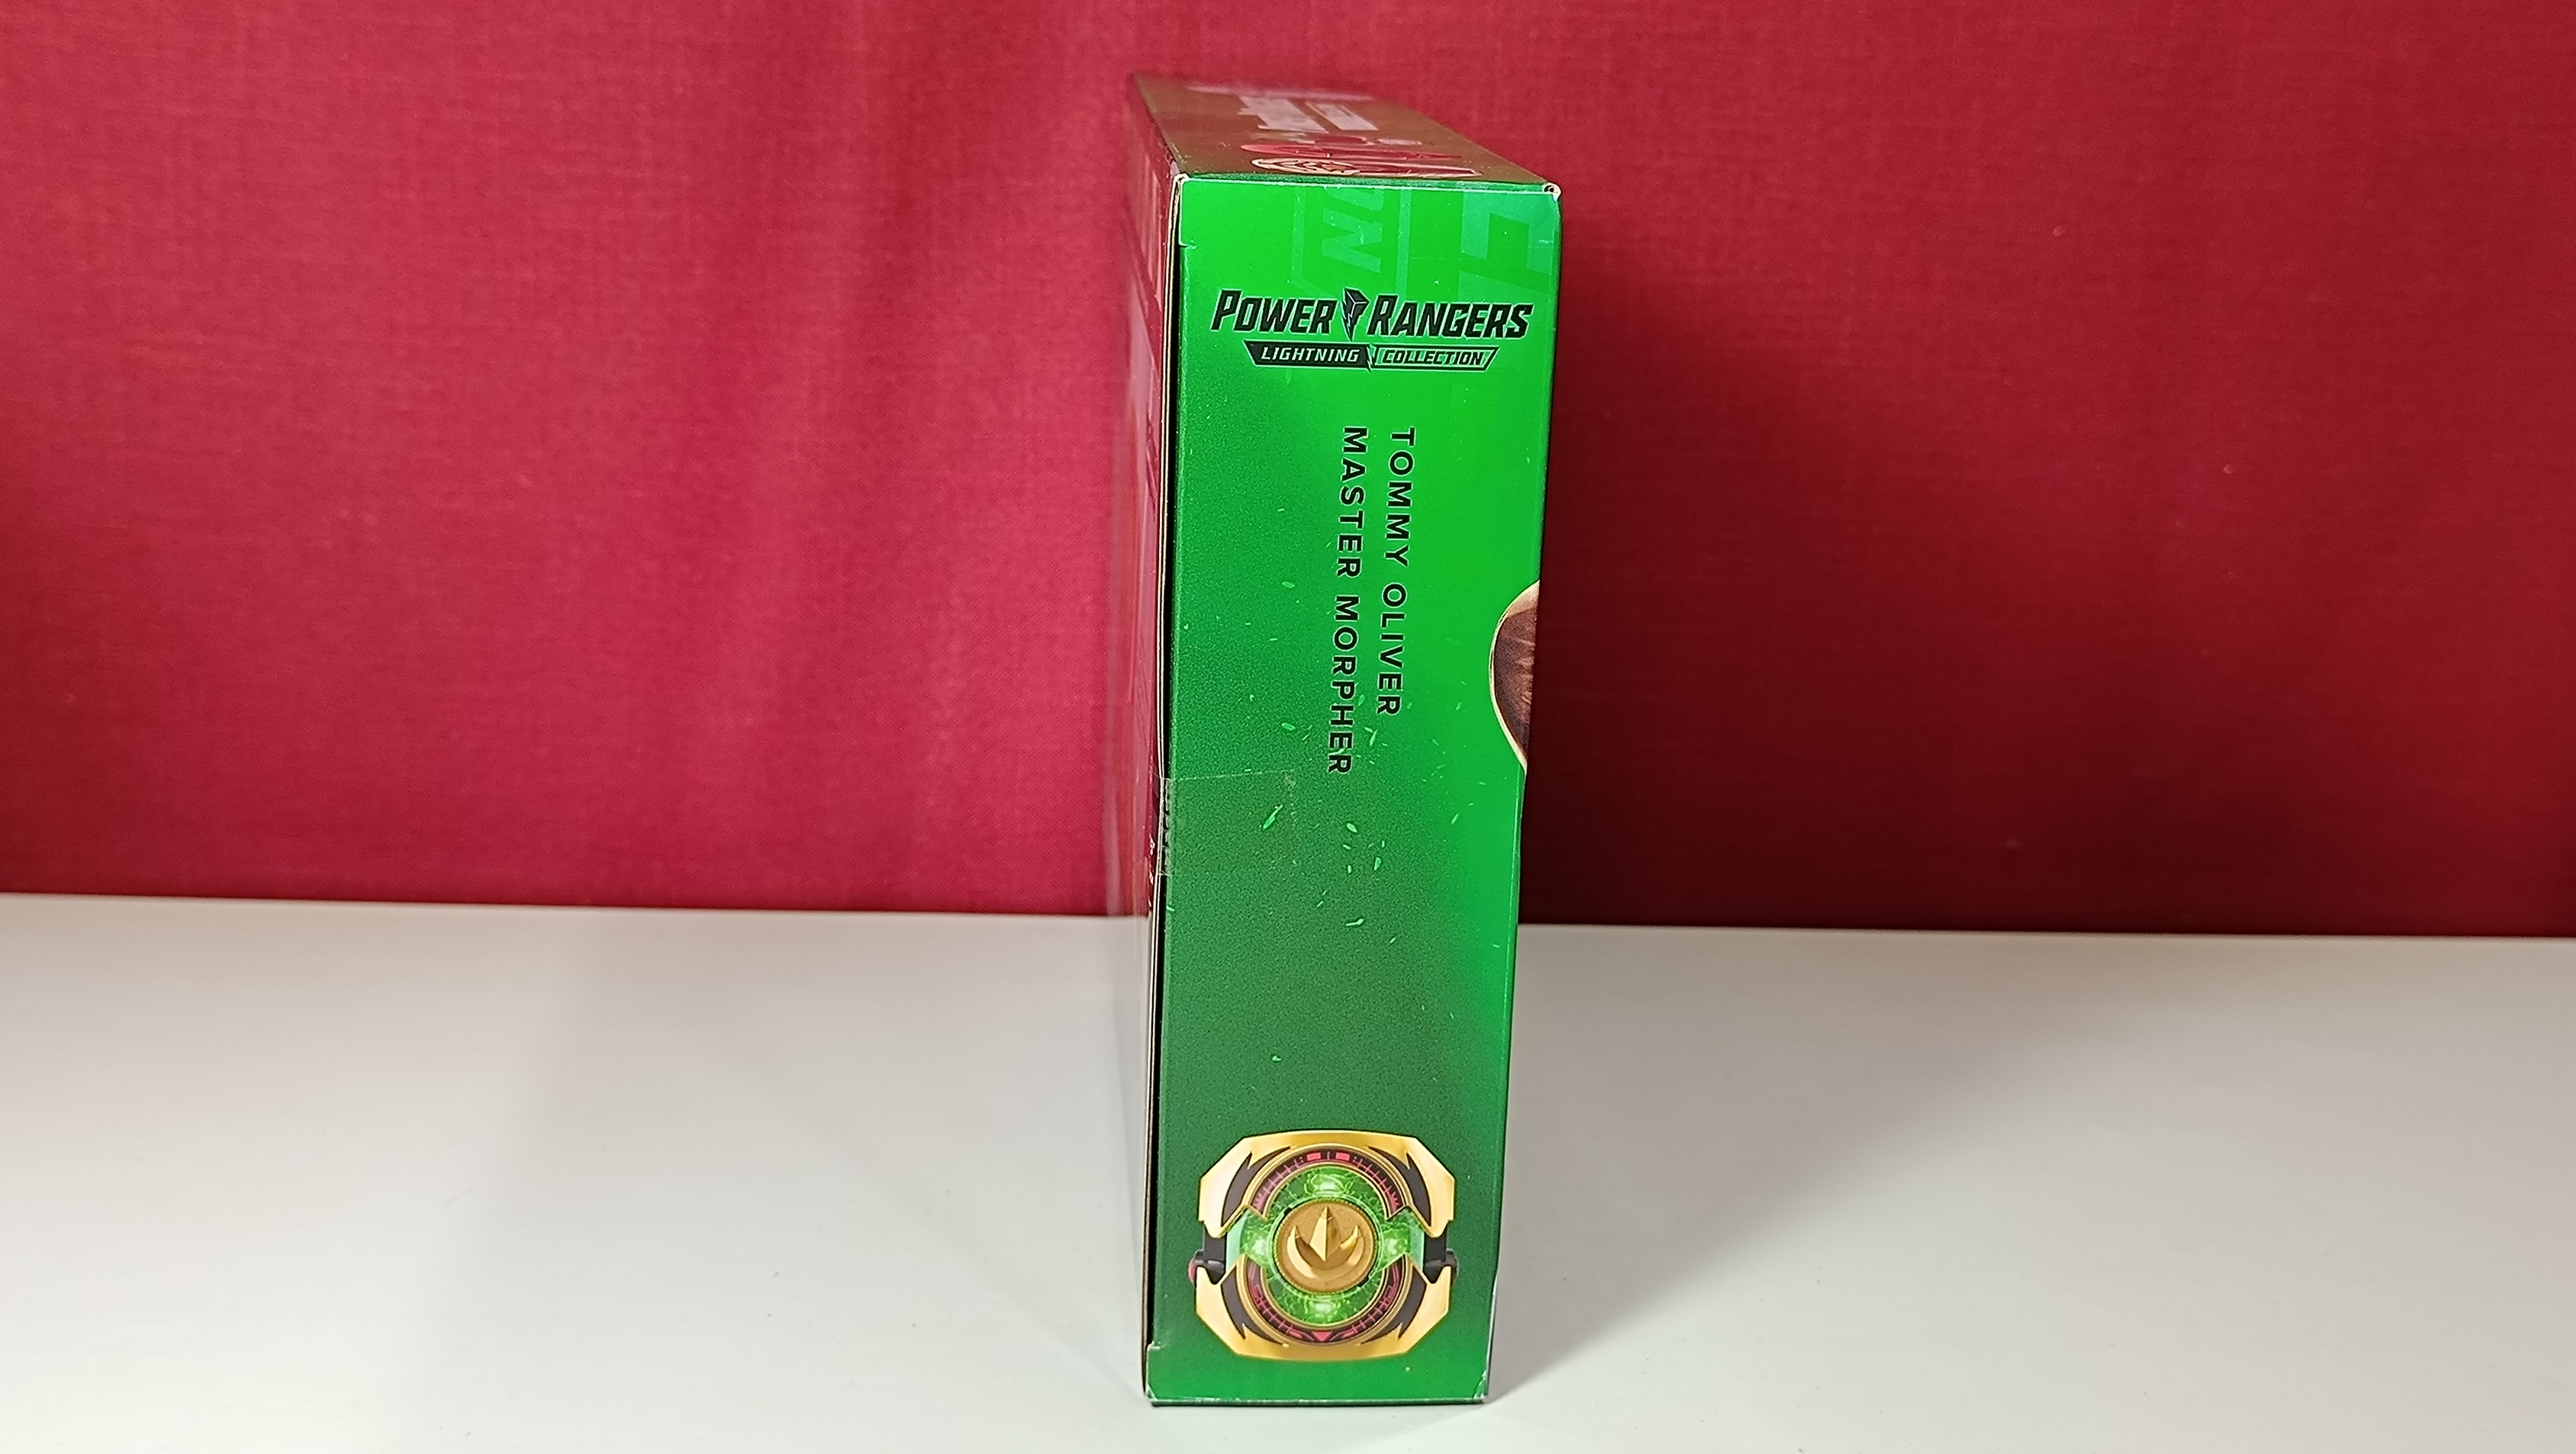 POWER RANGERS
LIGHTNING COLLECTION
TOMMY OLIVER
MASTER MORPHER